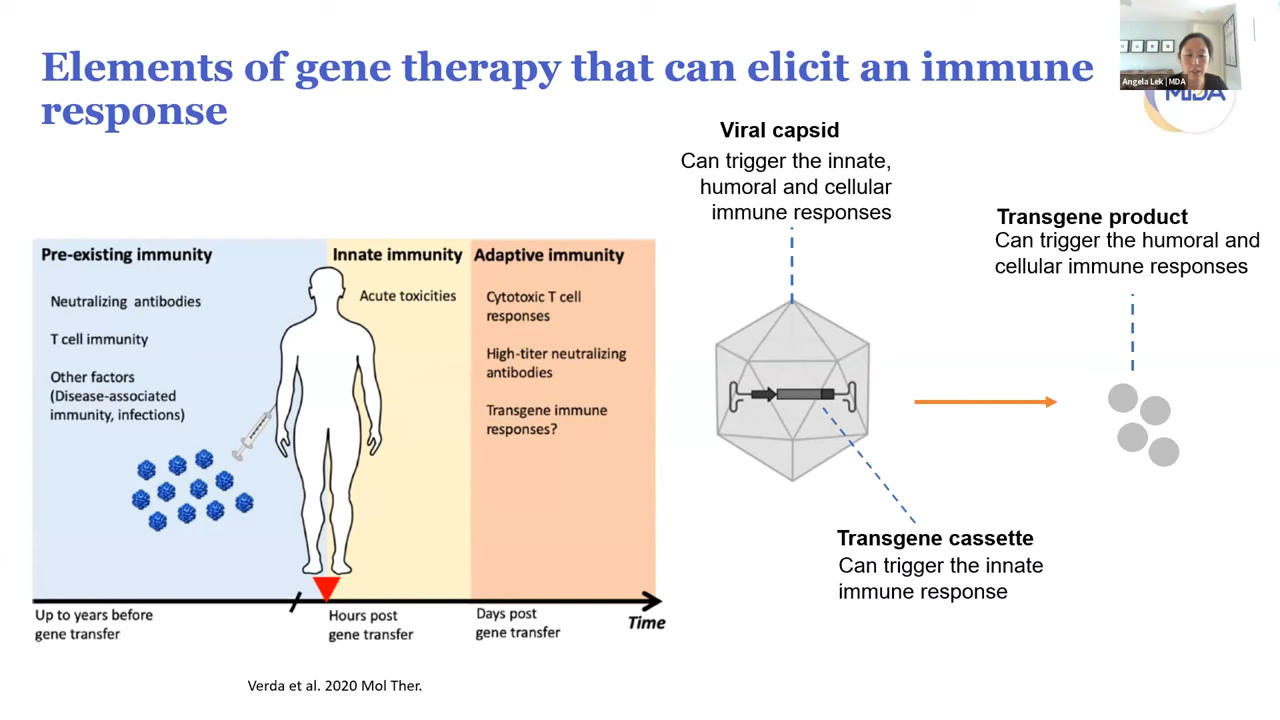 Elements of gene therapy that can elicit an immune
response
Angela Lek | MDA
MDA
Viral capsid
Can trigger the innate,
humoral and cellular
immune responses
Transgene product
Can trigger the humoral and
cellular immune responses
Pre-existing immunity
Neutralizing antibodies
T cell immunity
Other factors
(Disease-associated
immunity, infections)
Innate immunity
Acute toxicities
Adaptive immunity
Cytotoxic T cell
responses
High-titer neutralizing
antibodies
Transgene immune
responses?
Transgene cassette
Can trigger the innate
immune response
Up to years before
gene transfer
Hours post
gene transfer
Days post
gene transfer
Time
Verda et al. 2020 Mol Ther.